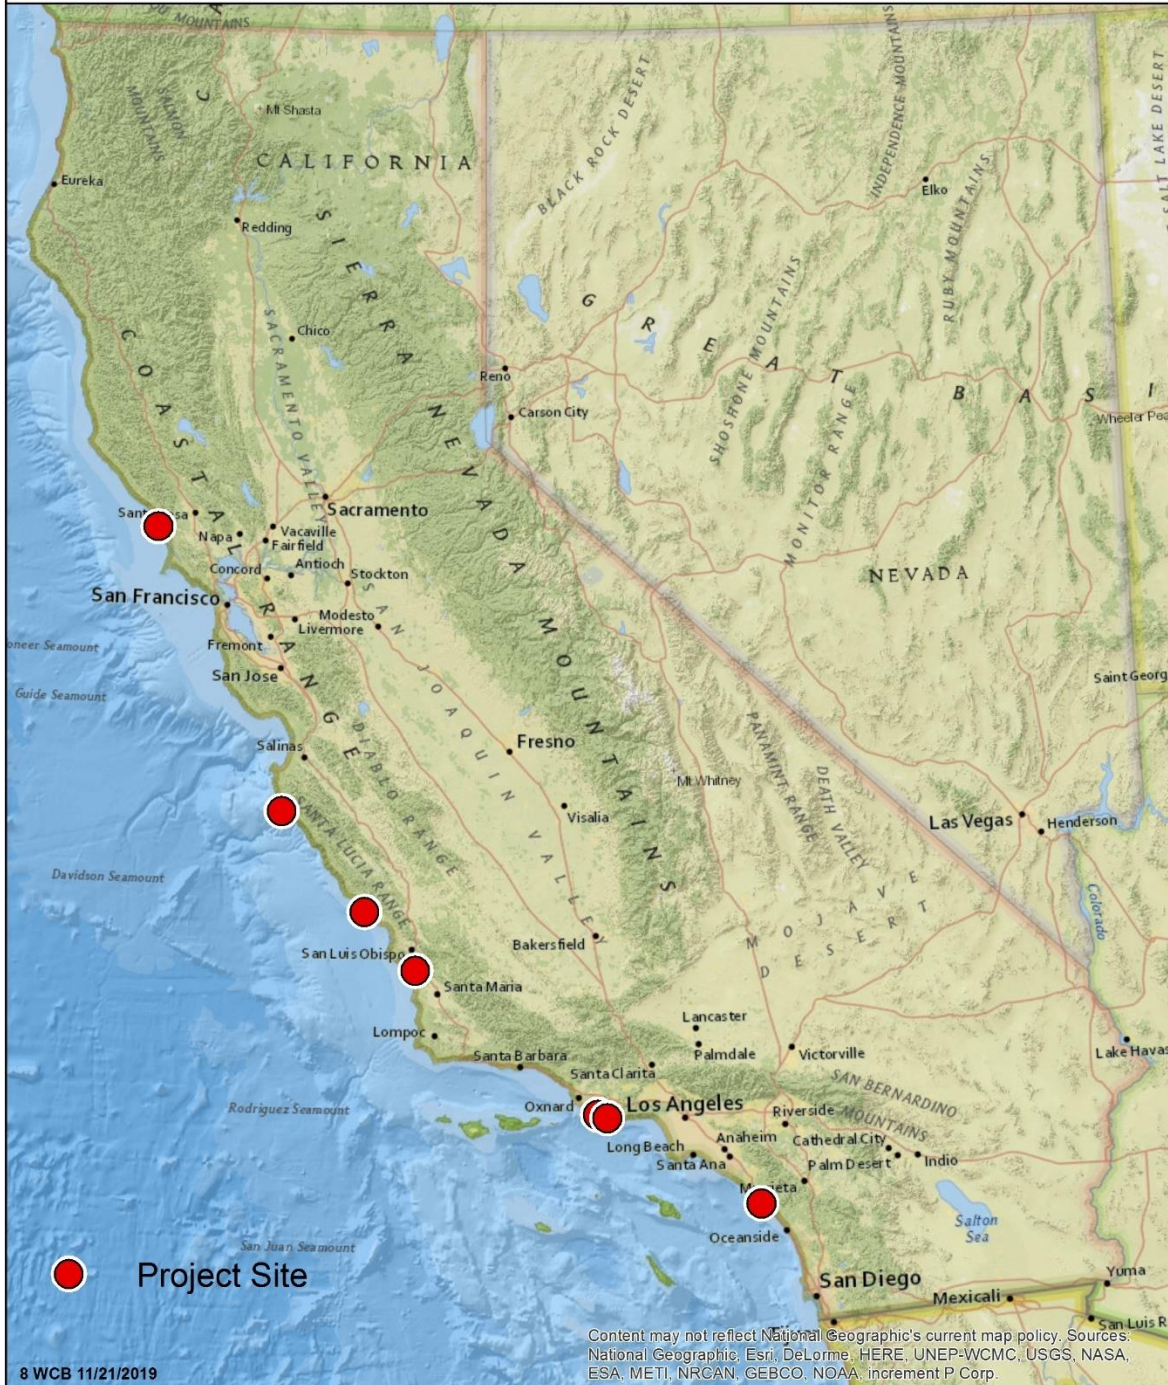 MOUNTAINS
SALMON
MOUNTAINS
Mt Shasta
CALIFORNIA
BLACK ROCK DESERT
INDEPENDENCE MOUNTAINS
SALT LAKE DESERT
Eureka
Redding
Elko
RUBY MOUNTAINS
SIERRA NEVADA MOUNTAINS
GREAT BASI
COASTAL RANGE
SACRAMENTO VALLEY
Chico
SHOSHONE MOUNTAINS
Reno
Carson City
MONITOR RANGE
Wheeler Pea
Sacramento
Napa
Vacaville
Fairfield
Concord
Antioch
Stockton
NEVADA
San Francisco
Modesto
Livermore
Fremont
San Jose
SAN JOAQUIN VALLEY
oneer Seamount
Guide Seamount
Saint Georg
Salinas
DIABLO RANGE
Fresno
PANAMINT RANGE
DEATH VALLEY
Mt Whitney
SANTA LUCIA RANGE
Visalia
Las Vegas
Henderson
Davidson Seamount
MOJAVE
DESERT
Colorado
Bakersfield
San Luis Obispo
Santa Maria
Lompoc
Lancaster
Palmdale
Victorville
Lake Havas
Santa Barbara
Santa Clarita
SAN BERNARDINO
MOUNTAINS
Rodriguez Seamount
Oxnard
Los Angeles
Riverside
Long Beach
Anaheim
Cathedral City
Santa Ana
Palm Desert
Indio
Oceanside
Salton
Sea
San Juan Seamount
Project Site
San Diego
Mexicali
Yuma
San Luis R
Content may not reflect National Geographic's current map policy. Sources:
National Geographic, Esri, DeLorme, HERE, UNEP-WCMC, USGS, NASA,
ESA, METI, NRCAN, GEBCO, NOAA, increment P Corp.
8 WCB 11/21/2019